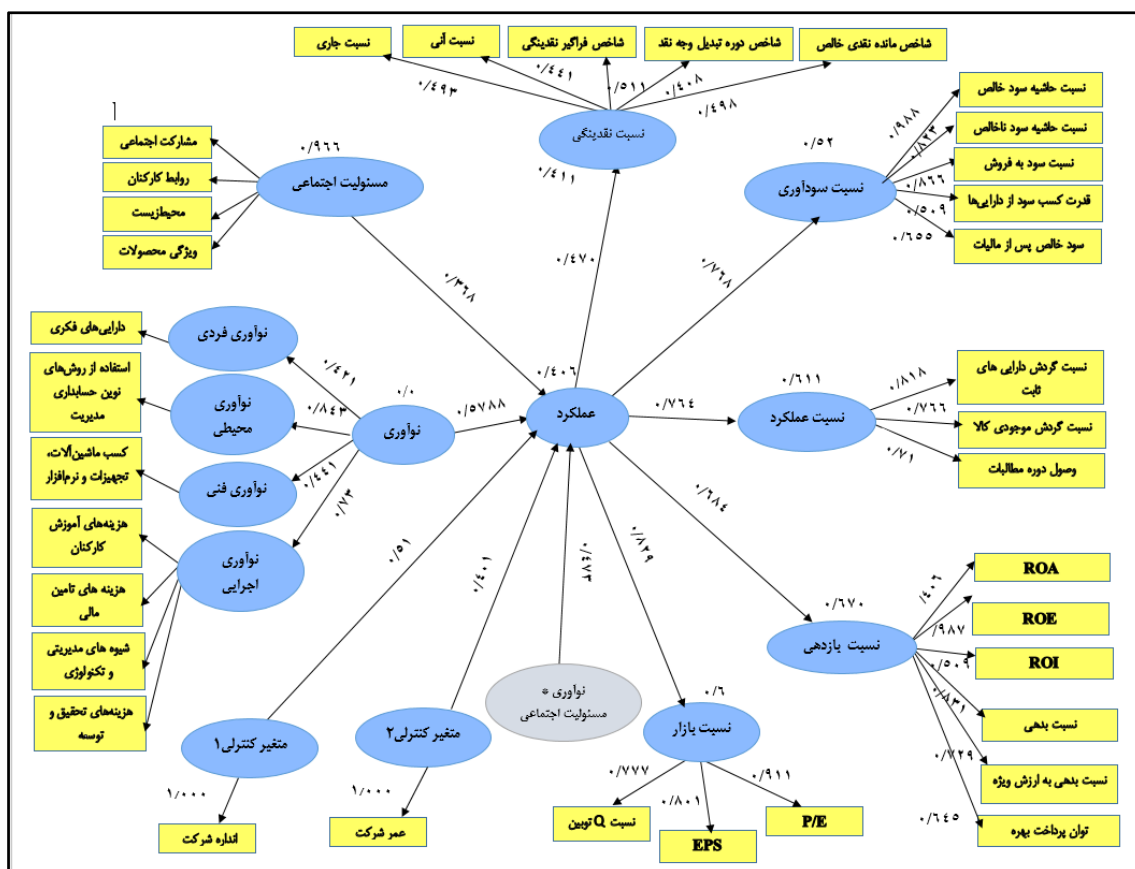 نسبت جاری
نسبت آنی
شاخص فراگیر نقدینگی
شاخص دوره تبدیل وجه نقد
شاخص مانده نقدی خالص
۰/۴۹۳
۰/۴۴۱
۰/۵۱۱
۰/۴۰۸
۰/۴۹۸
نسبت نقدینگی
۰/۴۱۱
۰/۴۷۰
نسبت حاشیه سود خالص
نسبت حاشیه سود ناخالص
نسبت سود به فروش
قدرت کسب سود از دارایی‌ها
سود خالص پس از مالیات
۰/۹۸۸
۰/۸۲۳
۰/۸۶۶
۰/۵۰۹
۰/۶۵۵
۰/۵۲
نسبت سودآوری
۰/۷۶۸
مشارکت اجتماعی
روابط کارکنان
محیط‌زیست
ویژگی محصولات
۰/۹۶۶
مسئولیت اجتماعی
۰/۳۶۸
دارایی‌های فکری
استفاده از روش‌های
نوین حسابداری
مدیریت
کسب ماشین‌آلات،
تجهیزات و نرم‌افزار
هزینه‌های آموزش
کارکنان
هزینه های تامین
مالی
شیوه های مدیریتی
و تکنولوژی
هزینه‌های تحقیق و
توسعه
نوآوری فردی
نوآوری
محیطی
نوآوری فنی
نوآوری
اجرایی
۰/۴۲۱
۰/۸۴۳
۰/۴۴۱
۰/۷۳
۰/۰
نوآوری
۰/۵۷۸۸
۰/۴۰۶
عملکرد
۰/۷۶۴
۰/۶۱۱
نسبت عملکرد
۰/۸۱۸
۰/۷۶۶
۰/۷۱
نسبت گردش دارایی های
ثابت
نسبت گردش موجودی کالا
وصول دوره مطالبات
۰/۶۸۴
۰/۶۷۰
نسبت بازدهی
/۴۰۶
/۹۸۷
۰/۵۰۹
۰/۸۳۱
۰/۷۲۹
۰/۶۴۵
ROA
ROE
ROI
نسبت بدهی
نسبت بدهی به ارزش ویژه
توان پرداخت بهره
۰/۸۲۹
۰/۶
نسبت بازار
۰/۷۷۷
۰/۸۰۱
۰/۹۱۱
نسبت Q توبین
EPS
P/E
۰/۴۷۳
نوآوری *
مسئولیت اجتماعی
۰/۴۰۱
متغیر کنترلی۲
۱/۰۰۰
عمر شرکت
۰/۵۱
متغیر کنترلی۱
۱/۰۰۰
اندازه شرکت